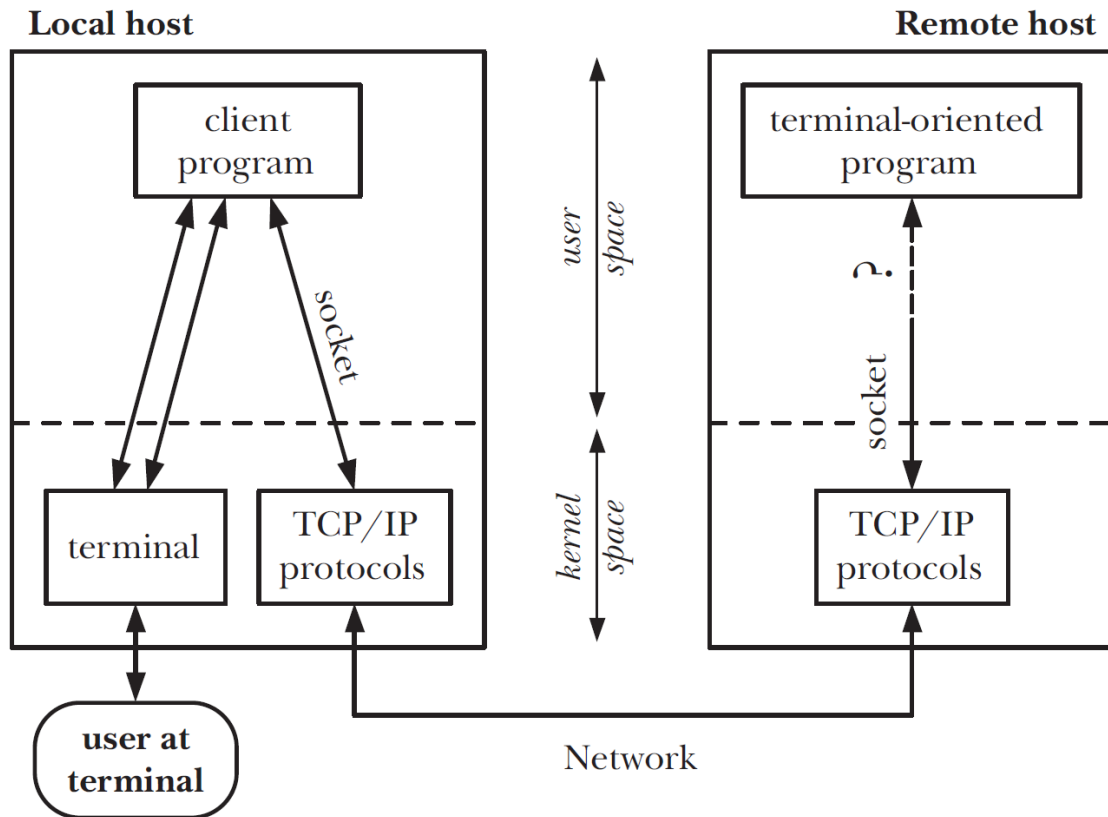 Local host
Remote host
client
program
terminal-oriented
program
user
space
?
socket
socket
kernel
space
terminal
TCP/IP
protocols
TCP/IP
protocols
user at
terminal
Network